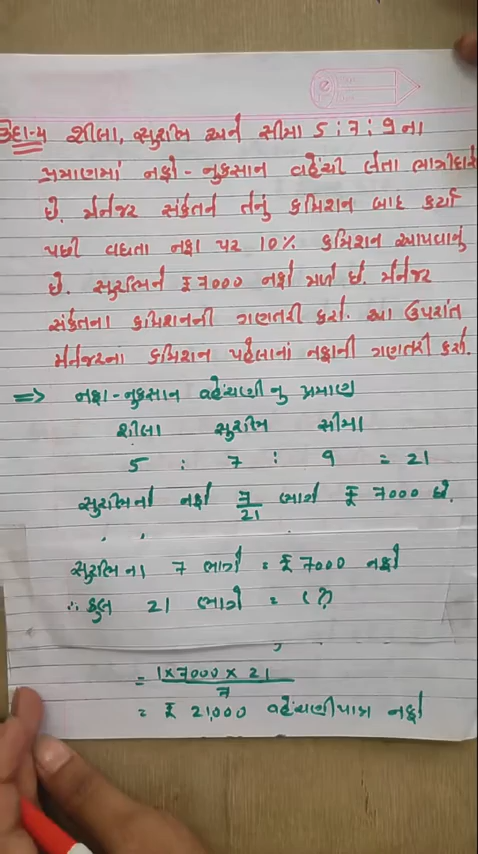 ઉદા-૪ શીલા, સુરભિ અને સીમા 5 : 7 : 9 ના
પ્રમાણમાં નફો - નુકસાન વહેંચી લેતા ભાગીદારો
છે. મેનેજર સંકેતને તેનું કમિશન બાદ કર્યા
પછી વધતા નફા પર 10% કમિશન આપવાનું
છે. સુરભિને ₹ 7000 નફો મળે છે. મેનેજર
સંકેતના કમિશનની ગણતરી કરો. આ ઉપરાંત
મેનેજરના કમિશન પહેલાનાં નફાની ગણતરી કરો.
=> નફા - નુકસાન વહેંચણીનું પ્રમાણ
શીલા સુરભિ સીમા
5 : 7 : 9 = 21
સુરભિનો નફો 7/21 ભાગ ₹ 7000 છે.
સુરભિના 7 ભાગે = ₹ 7000 નફો
∴ કુલ 21 ભાગે = (?)
= 1 x 7000 x 21 / 7
= ₹ 21,000 વહેંચણીપાત્ર નફો